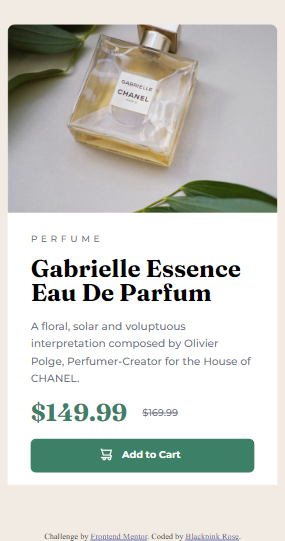 GABRIELLE
CHANEL
PARIS
PERFUME
Gabrielle Essence
Eau De Parfum
A floral, solar and voluptuous
interpretation composed by Olivier
Polge, Perfumer-Creator for the House of
CHANEL.
$149.99 $169.99
Add to Cart
Challenge by Frontend Mentor. Coded by Blackpink Rose.